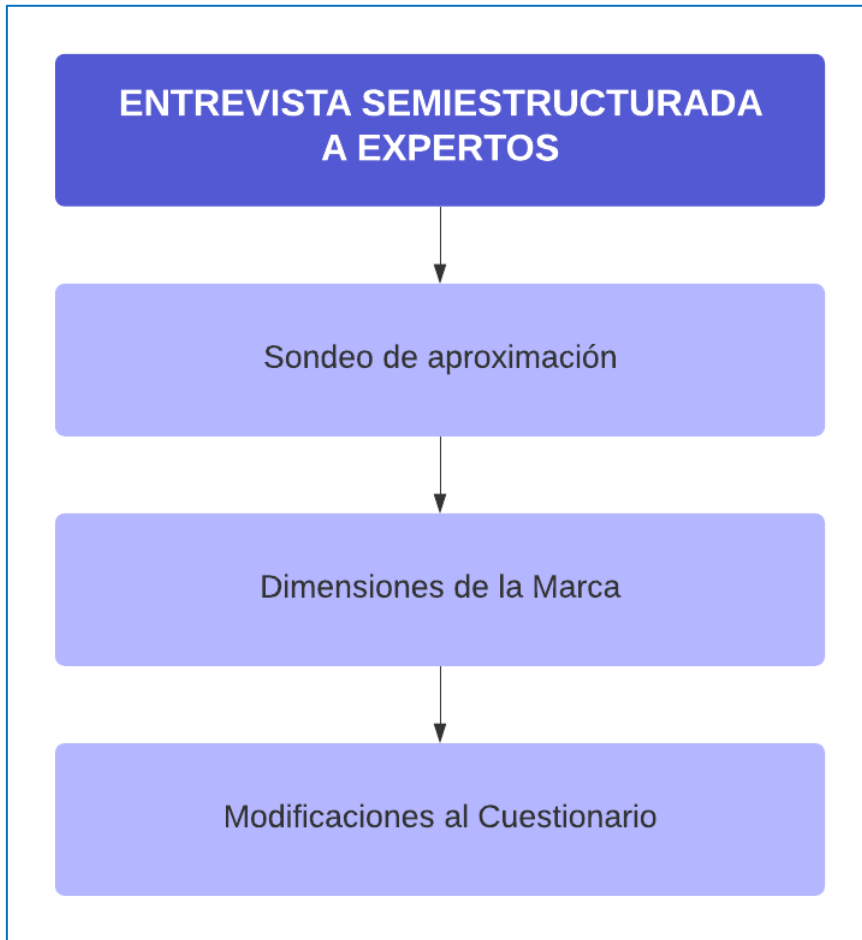 ENTREVISTA SEMIESTRUCTURADA
A EXPERTOS
Sondeo de aproximación
Dimensiones de la Marca
Modificaciones al Cuestionario